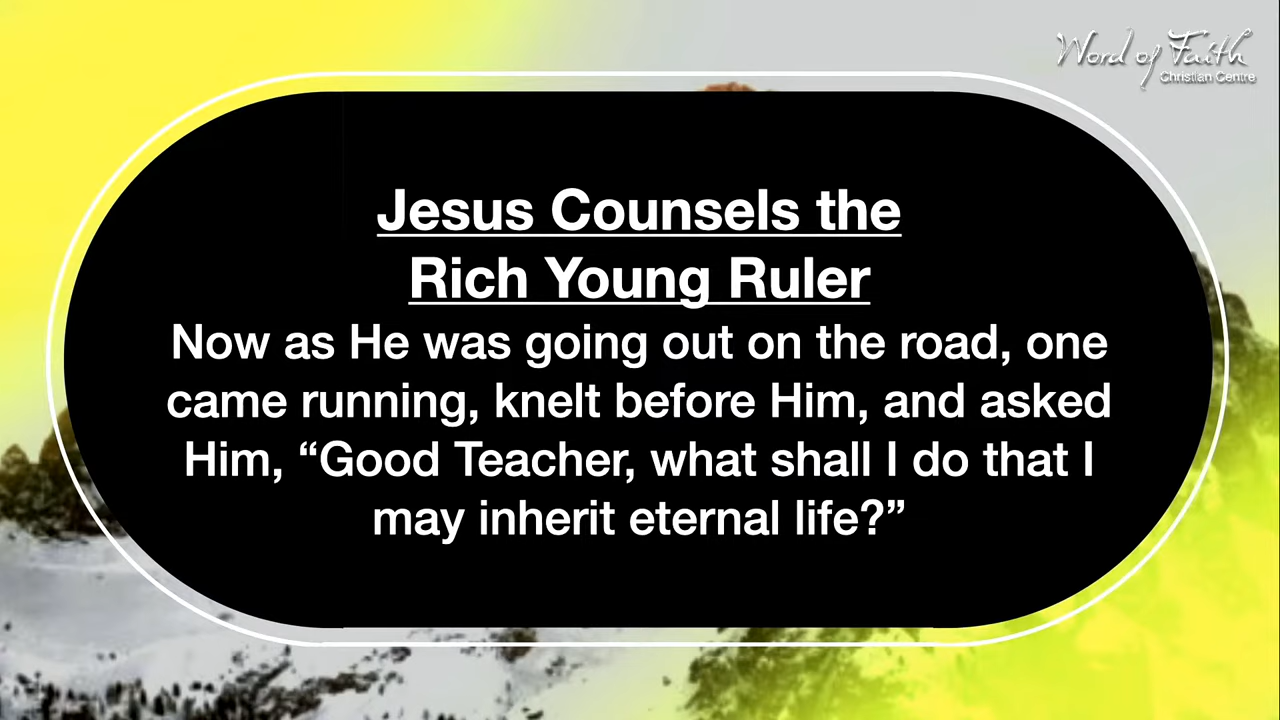 Word of Faith
Christian Centre
Jesus Counsels the
Rich Young Ruler
Now as He was going out on the road, one
came running, knelt before Him, and asked
Him, “Good Teacher, what shall I do that I
may inherit eternal life?”